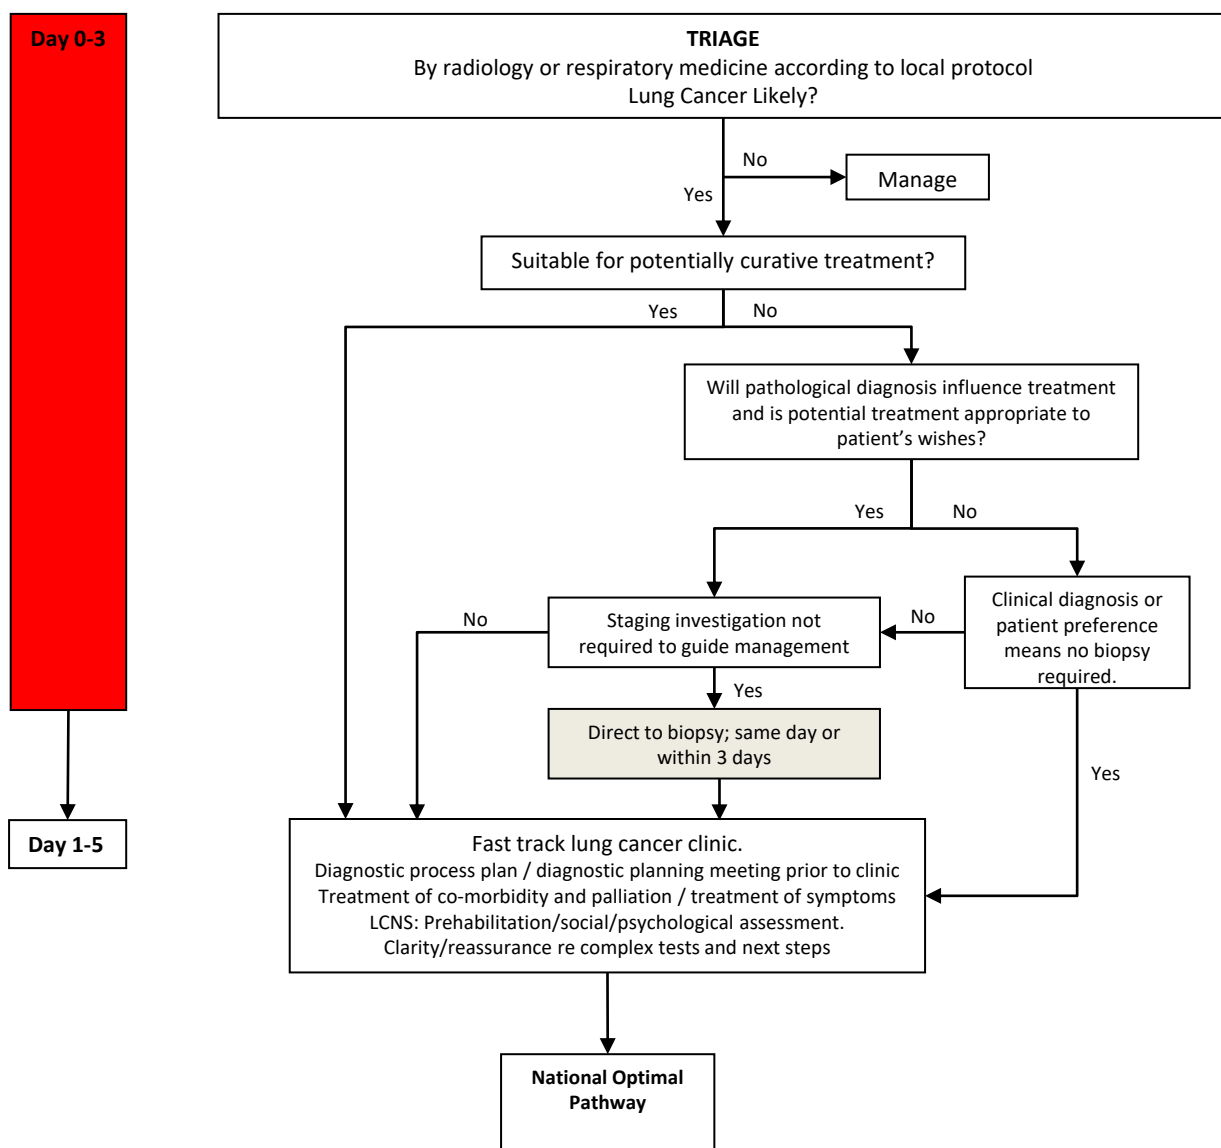 Day 0-3
TRIAGE
By radiology or respiratory medicine according to local protocol
Lung Cancer Likely?
No
Manage
Yes
Suitable for potentially curative treatment?
Yes
No
Will pathological diagnosis influence treatment
and is potential treatment appropriate to
patient’s wishes?
Yes
No
Clinical diagnosis or
patient preference
means no biopsy
required.
No
Staging investigation not
required to guide management
No
Yes
Direct to biopsy; same day or
within 3 days
Yes
Day 1-5
Fast track lung cancer clinic.
Diagnostic process plan / diagnostic planning meeting prior to clinic
Treatment of co-morbidity and palliation / treatment of symptoms
LCNS: Prehabilitation/social/psychological assessment.
Clarity/reassurance re complex tests and next steps
National Optimal
Pathway